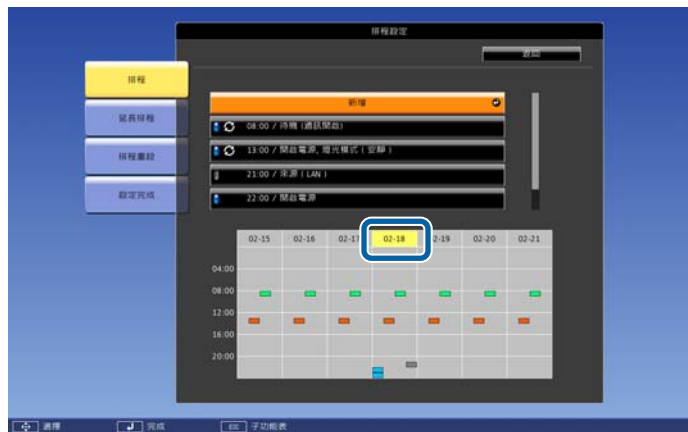 排程設定
返回
排程
延長排程
排程重設
設定完成
新增
08:00 / 待機 (通訊開啟)
13:00 / 開啟電源, 燈光模式 ( 安靜 )
21:00 / 來源 ( LAN )
22:00 / 開啟電源
02-15 02-16 02-17 02-18 02-19 02-20 02-21
04:00
08:00
12:00
16:00
20:00
選擇 完成 ESC 子功能表